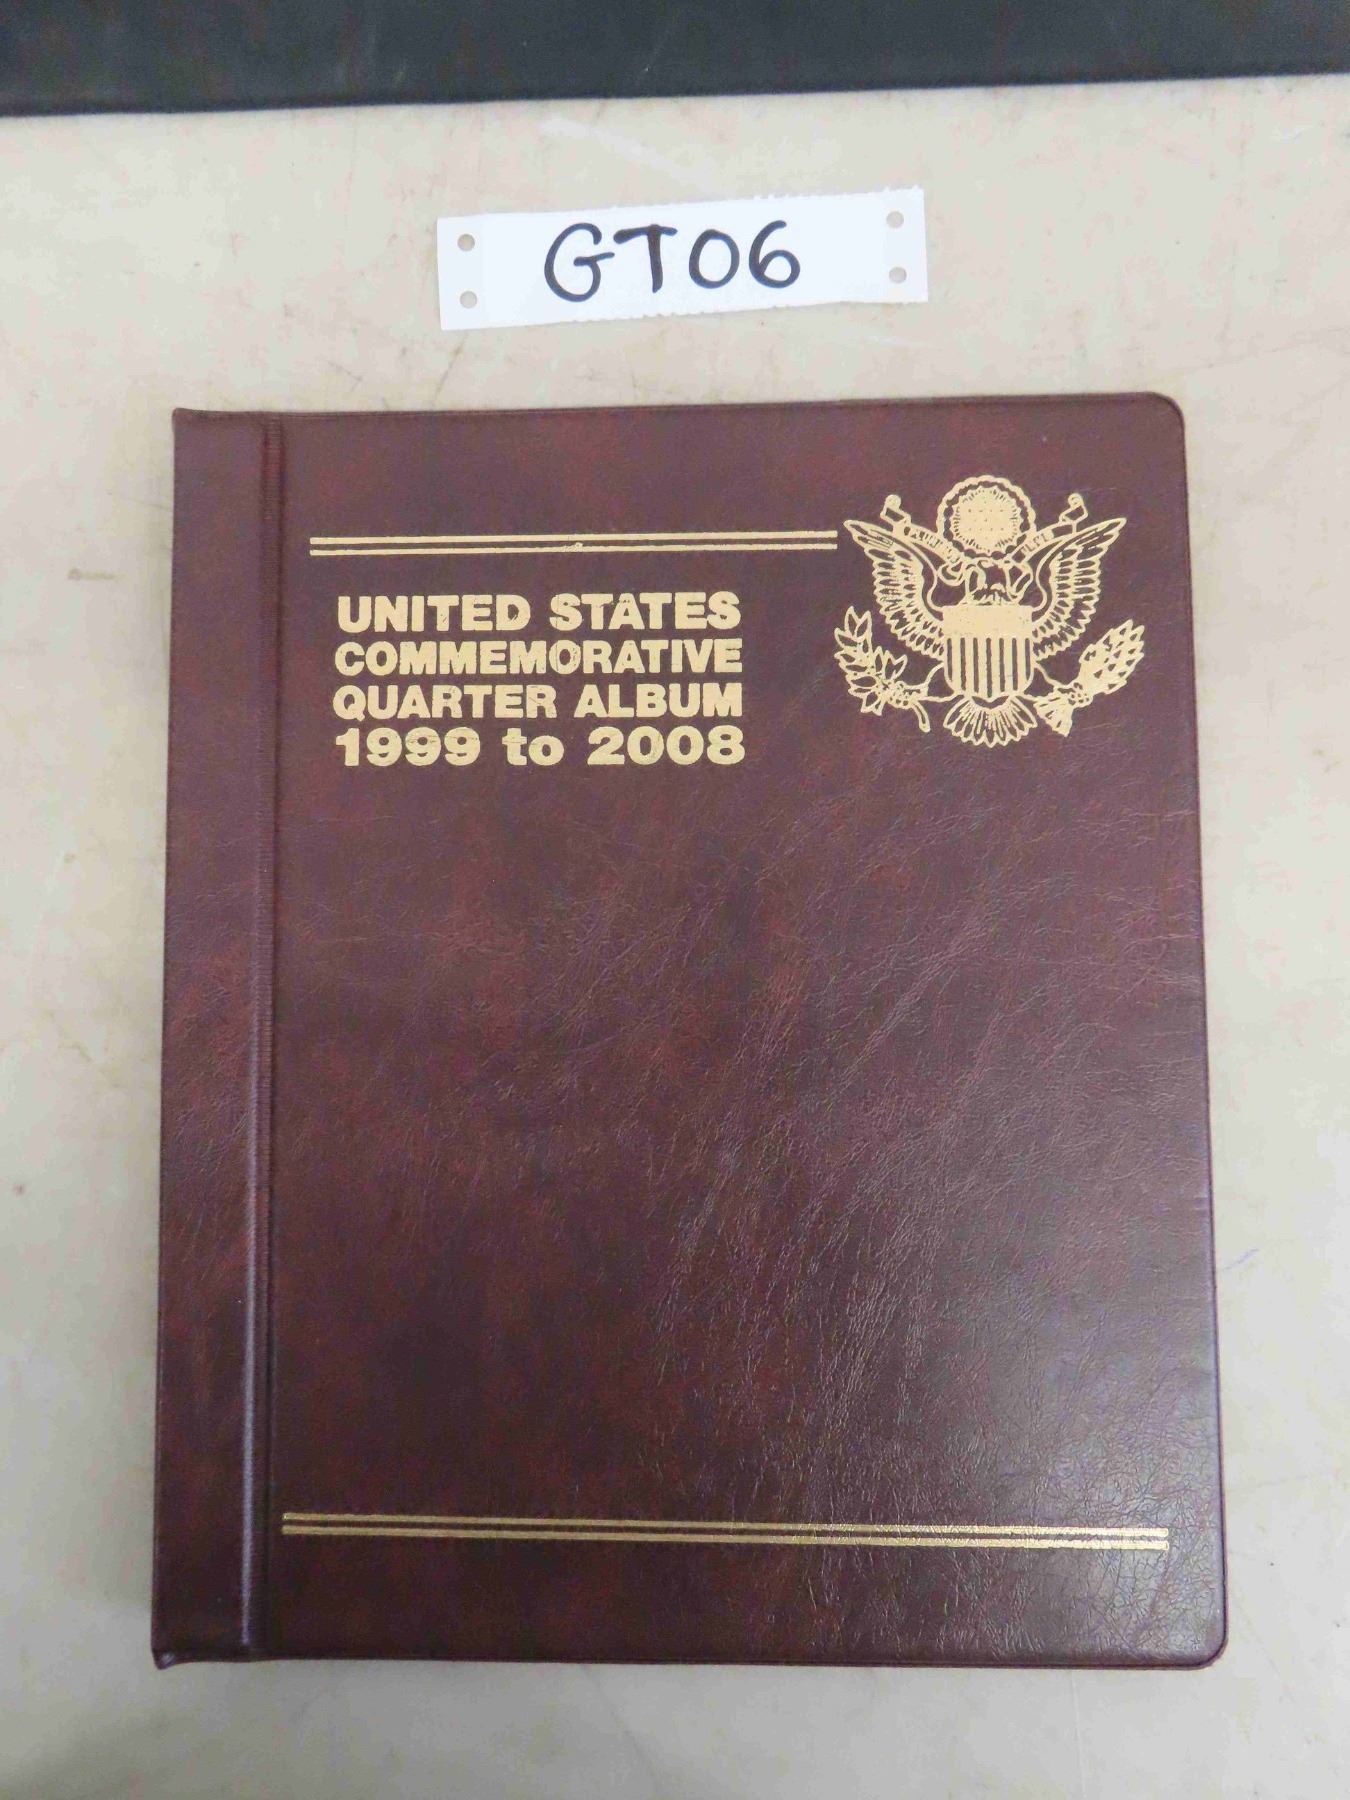 GT06
UNITED STATES
COMMEMORATIVE
QUARTER ALBUM
1999 to 2008